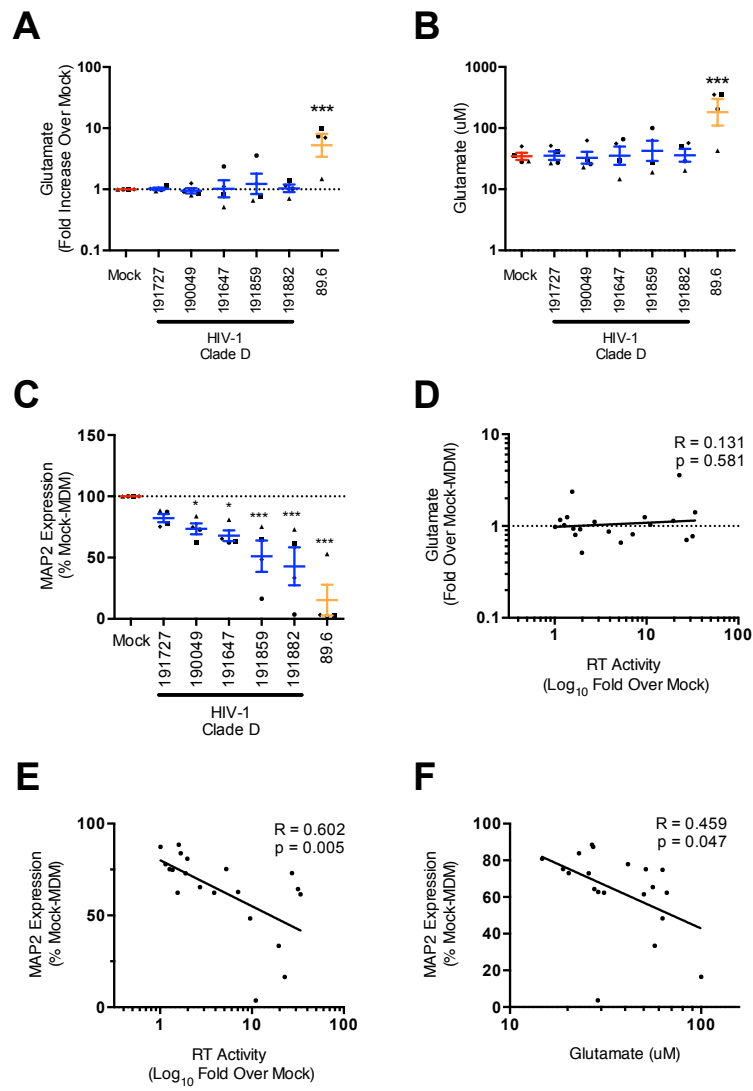 A
Glutamate
(Fold Increase Over Mock)
100
10
1
0.1
***
Mock
191727
190049
191647
191859
191882
89.6
HIV-1
Clade D
B
Glutamate (uM)
1000
100
10
1
***
Mock
191727
190049
191647
191859
191882
89.6
HIV-1
Clade D
C
MAP2 Expression
(% Mock-MDM)
150
100
50
0
*
*
***
***
***
Mock
191727
190049
191647
191859
191882
89.6
HIV-1
Clade D
D
Glutamate
(Fold Over Mock-MDM)
10
1
0.1
R = 0.131
p = 0.581
1
10
100
RT Activity
(Log10 Fold Over Mock)
E
MAP2 Expression
(% Mock-MDM)
100
75
50
25
0
R = 0.602
p = 0.005
1
10
100
RT Activity
(Log10 Fold Over Mock)
F
MAP2 Expression
(% Mock-MDM)
100
80
60
40
20
0
R = 0.459
p = 0.047
10
100
Glutamate (uM)